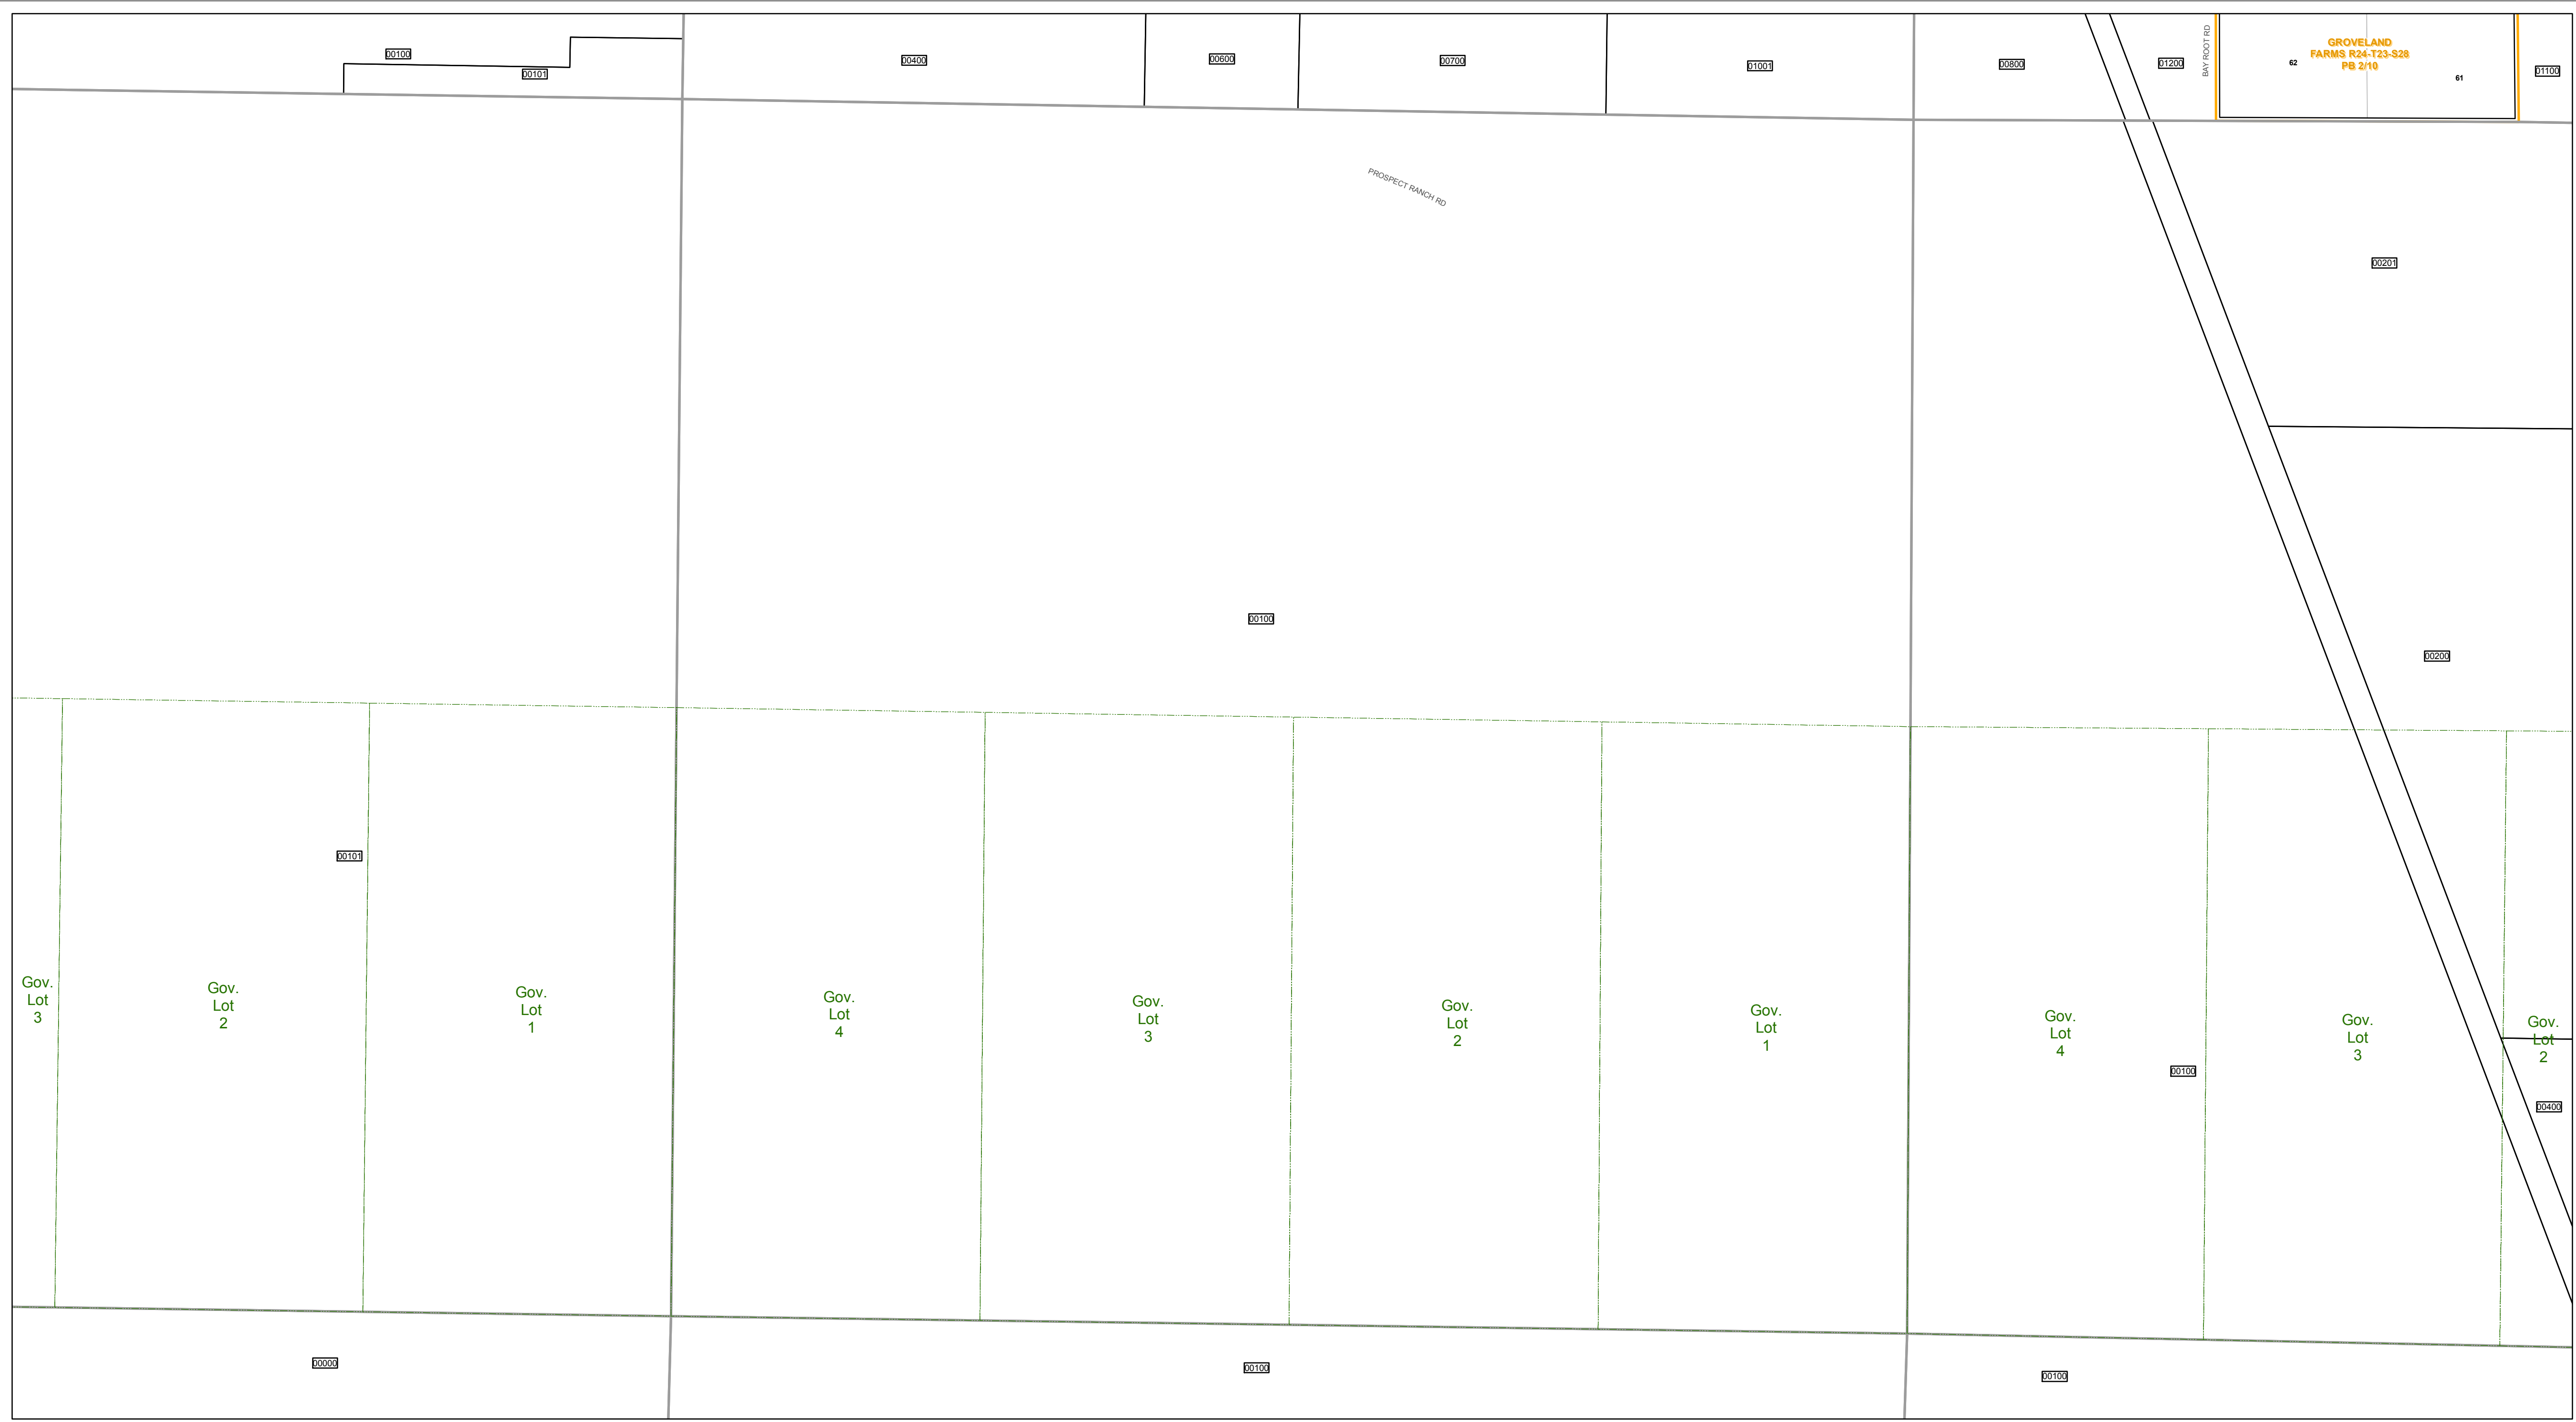 00100
00101
00400
00600
00700
01001
00800
01200
BAY ROOT RD
GROVELAND
FARMS R24-T23-S28
PB 2/10
62
61
01100
PROSPECT RANCH RD
00201
00100
00200
00101
Gov.
Lot
3
Gov.
Lot
2
Gov.
Lot
1
Gov.
Lot
4
Gov.
Lot
3
Gov.
Lot
2
Gov.
Lot
1
Gov.
Lot
4
Gov.
Lot
3
Gov.
Lot
2
00100
00400
00000
00100
00100